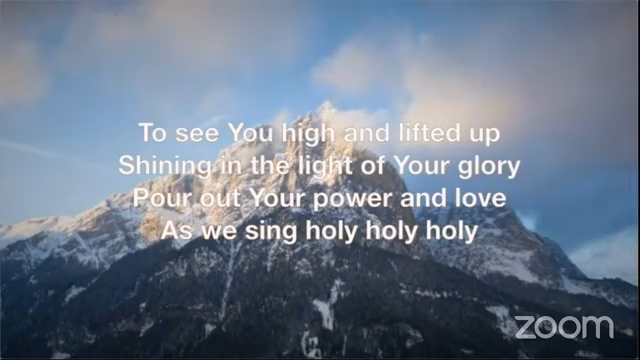 To see You high and lifted up
Shining in the light of Your glory
Pour out Your power and love
As we sing holy holy holy
zoom